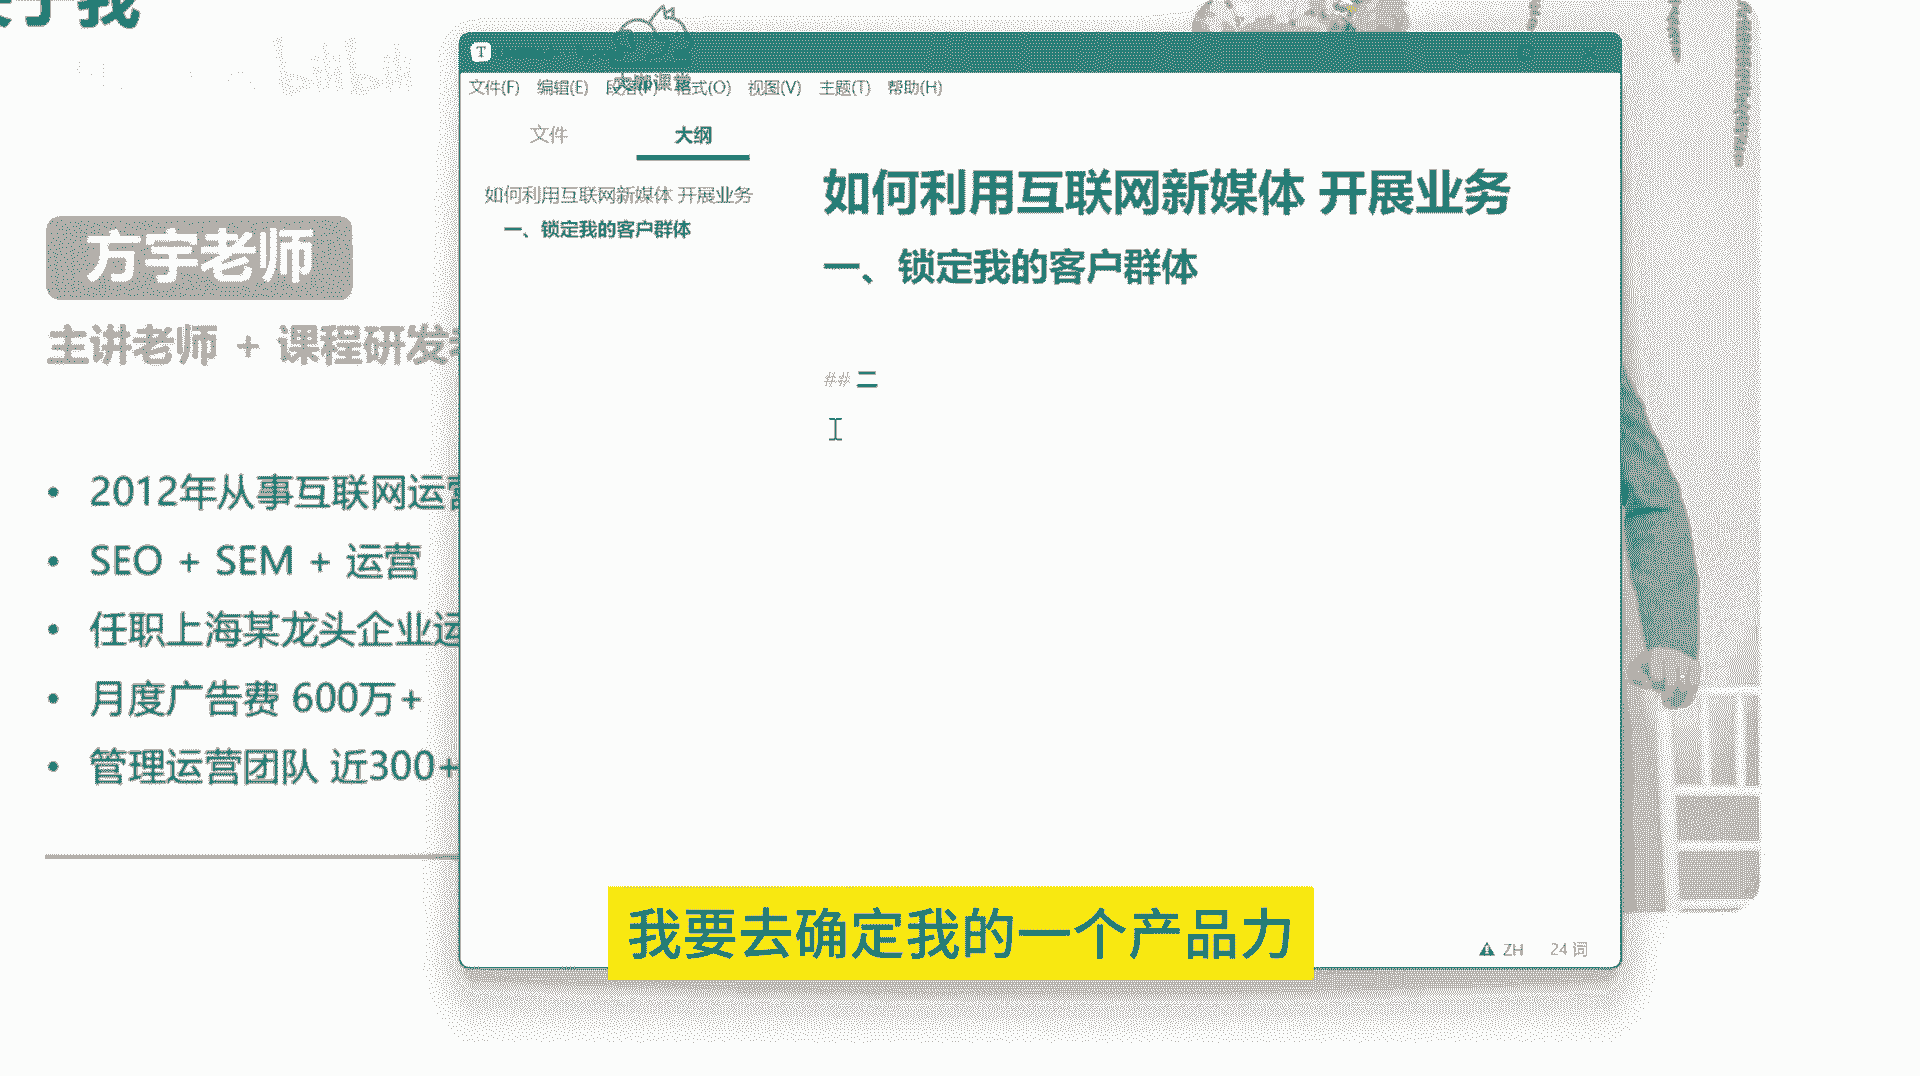 bilibili
方宇老师
主讲老师 + 课程研发
• 2012年从事互联网运营
• SEO + SEM + 运营
• 任职上海某龙头企业运
• 月度广告费 600万+
• 管理运营团队 近300+
T
文件(F) 编辑(E) 段落(P) 格式(O) 视图(V) 主题(T) 帮助(H)
文件 大纲
如何利用互联网新媒体 开展业务
一、锁定我的客户群体
如何利用互联网新媒体 开展业务
一、锁定我的客户群体
## 二
我要去确定我的一个产品力
ZH 24 词